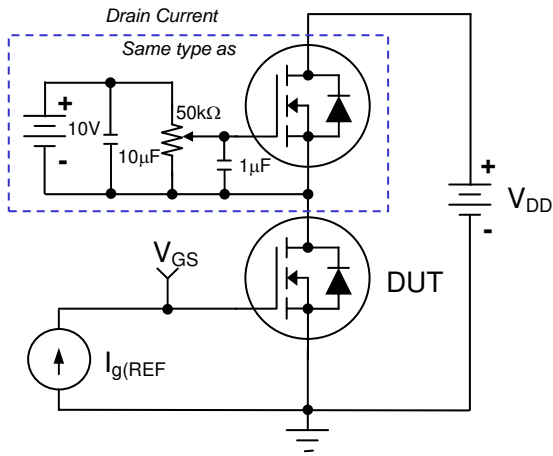 Drain Current
Same type as
50kΩ
10V
10μF
1μF
V_DD
V_GS
DUT
I_g(REF